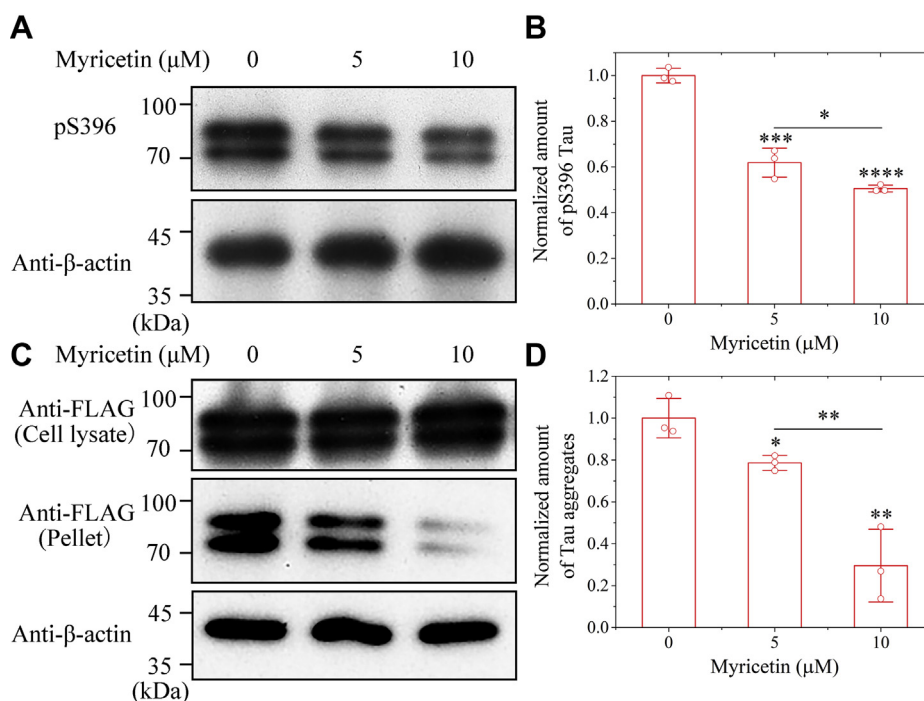 A
Myricetin (μM) 0 5 10
pS396
100
70
Anti-β-actin
45
35
(kDa)
B
Normalized amount
of pS396 Tau
1.0
0.8
0.6
0.4
0.2
0.0
***
*
****
0 5 10
Myricetin (μM)
C
Myricetin (μM) 0 5 10
Anti-FLAG
(Cell lysate)
100
70
Anti-FLAG
(Pellet)
100
70
Anti-β-actin
45
35
(kDa)
D
Normalized amount
of Tau aggregates
1.2
1.0
0.8
0.6
0.4
0.2
0.0
*
**
**
0 5 10
Myricetin (μM)